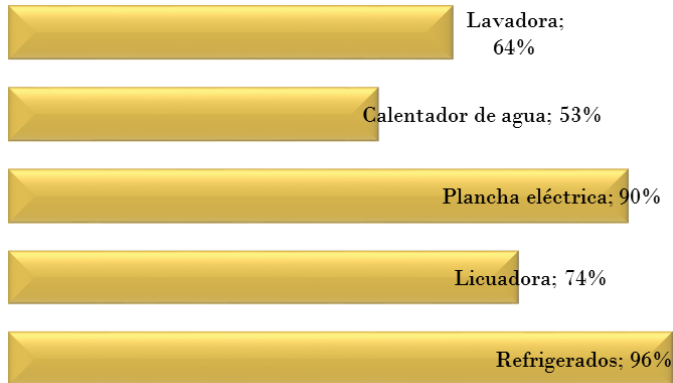 Lavadora;
64%
Calentador de agua; 53%
Plancha eléctrica; 90%
Licuadora; 74%
Refrigerados; 96%